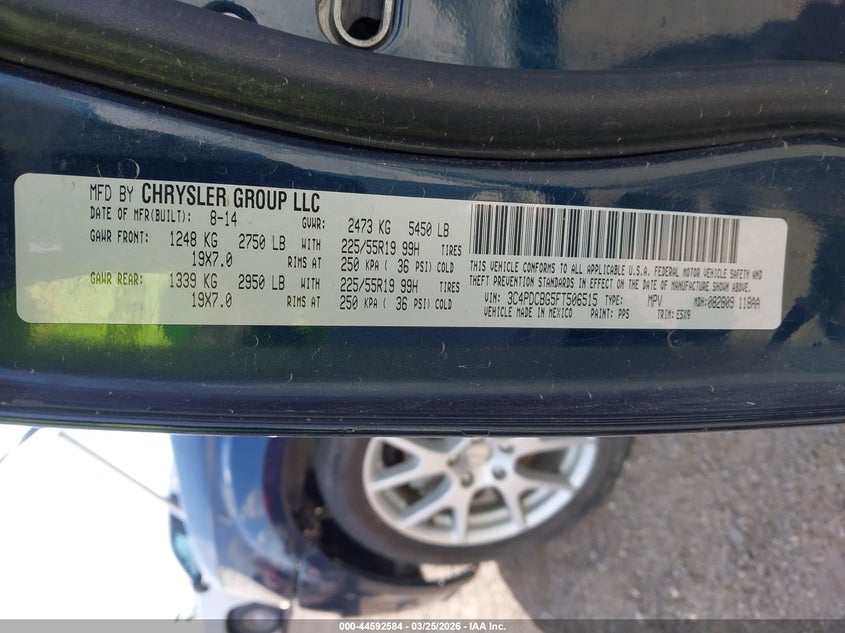 MFD BY CHRYSLER GROUP LLC
DATE OF MFR(BUILT): 8-14 GVWR: 2473 KG 5450 LB
GAWR FRONT: 1248 KG 2750 LB WITH 225/55R19 99H TIRES
19X7.0 RIMS AT 250 KPA ( 36 PSI) COLD
GAWR REAR: 1339 KG 2950 LB WITH 225/55R19 99H TIRES
19X7.0 RIMS AT 250 KPA ( 36 PSI) COLD
THIS VEHICLE CONFORMS TO ALL APPLICABLE U.S.A. FEDERAL MOTOR VEHICLE SAFETY AND
THEFT PREVENTION STANDARDS IN EFFECT ON THE DATE OF MANUFACTURE SHOWN ABOVE.
VIN: 3C4PDCBG5FT506515 TYPE: MPV MDH: 082809 118AA
VEHICLE MADE IN MEXICO PAINT: PPS TRIM: E5X9
000-44592584 - 03/25/2026 - IAA Inc.